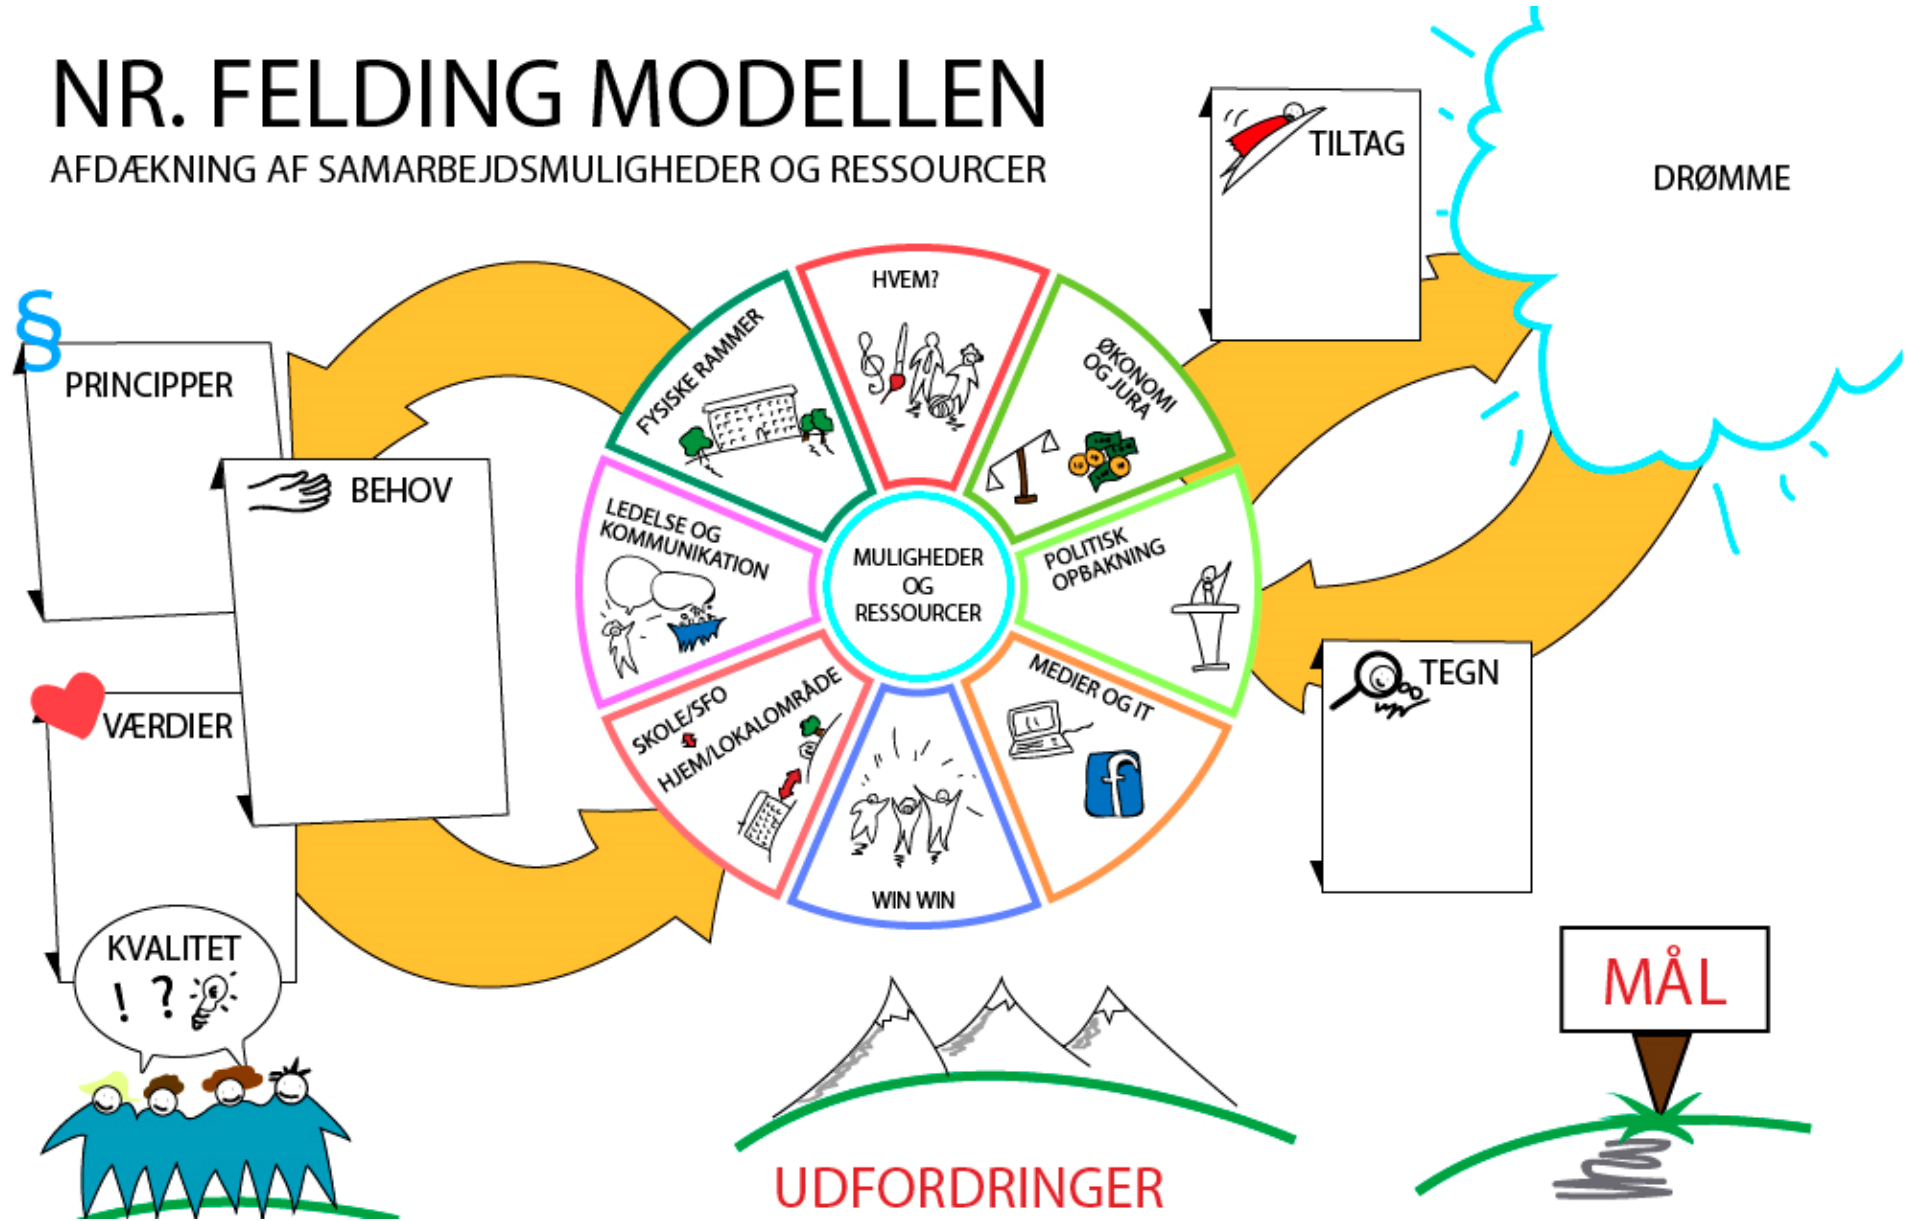 NR. FELDING MODELLEN
AFDÆKNING AF SAMARBEJDSMULIGHEDER OG RESSOURCER
TILTAG
DRØMME
§
PRINCIPPER
BEHOV
VÆRDIER
KVALITET
! ?
HVEM?
ØKONOMI
OG JURA
POLITISK
OPBAKNING
MEDIER OG IT
f
WIN WIN
SKOLE/SFO
HJEM/LOKALOMRÅDE
LEDELSE OG
KOMMUNIKATION
FYSISKE RAMMER
MULIGHEDER
OG
RESSOURCER
TEGN
MÅL
UDFORDRINGER